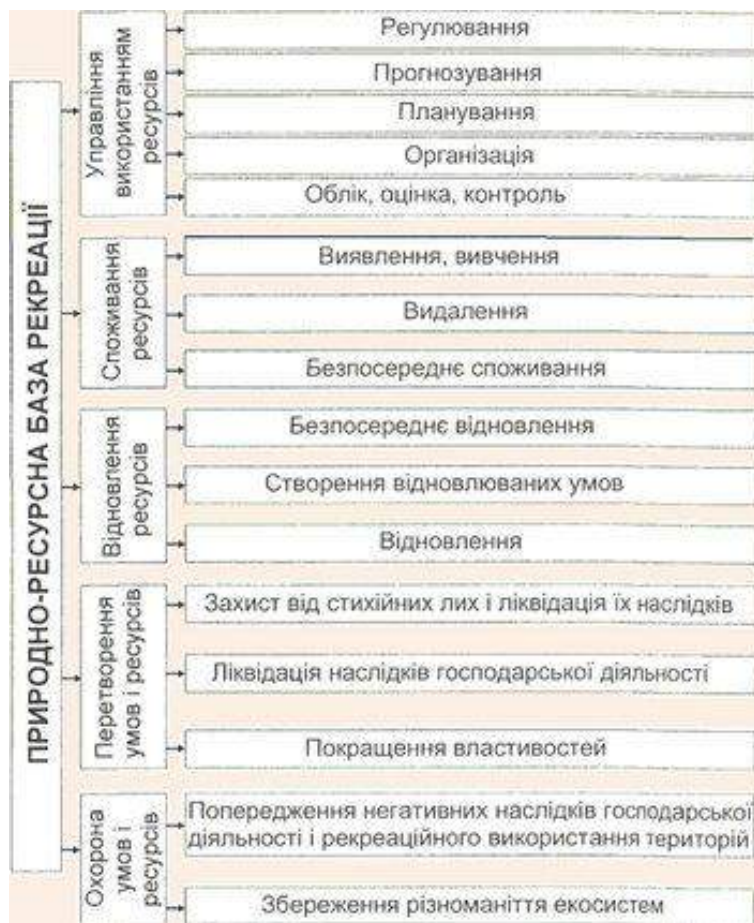 ПРИРОДНО-РЕСУРСНА БАЗА РЕКРЕАЦІЇ
Управління
використанням
ресурсів
Регулювання
Прогнозування
Планування
Організація
Облік, оцінка, контроль
Споживання
ресурсів
Виявлення, вивчення
Видалення
Безпосереднє споживання
Відновлення
ресурсів
Безпосереднє відновлення
Створення відновлюваних умов
Відновлення
Перетворення
умов і ресурсів
Захист від стихійних лих і ліквідація їх наслідків
Ліквідація наслідків господарської діяльності
Покращення властивостей
Охорона
умов і
ресурсів
Попередження негативних наслідків господарської
діяльності і рекреаційного використання територій
Збереження різноманіття екосистем